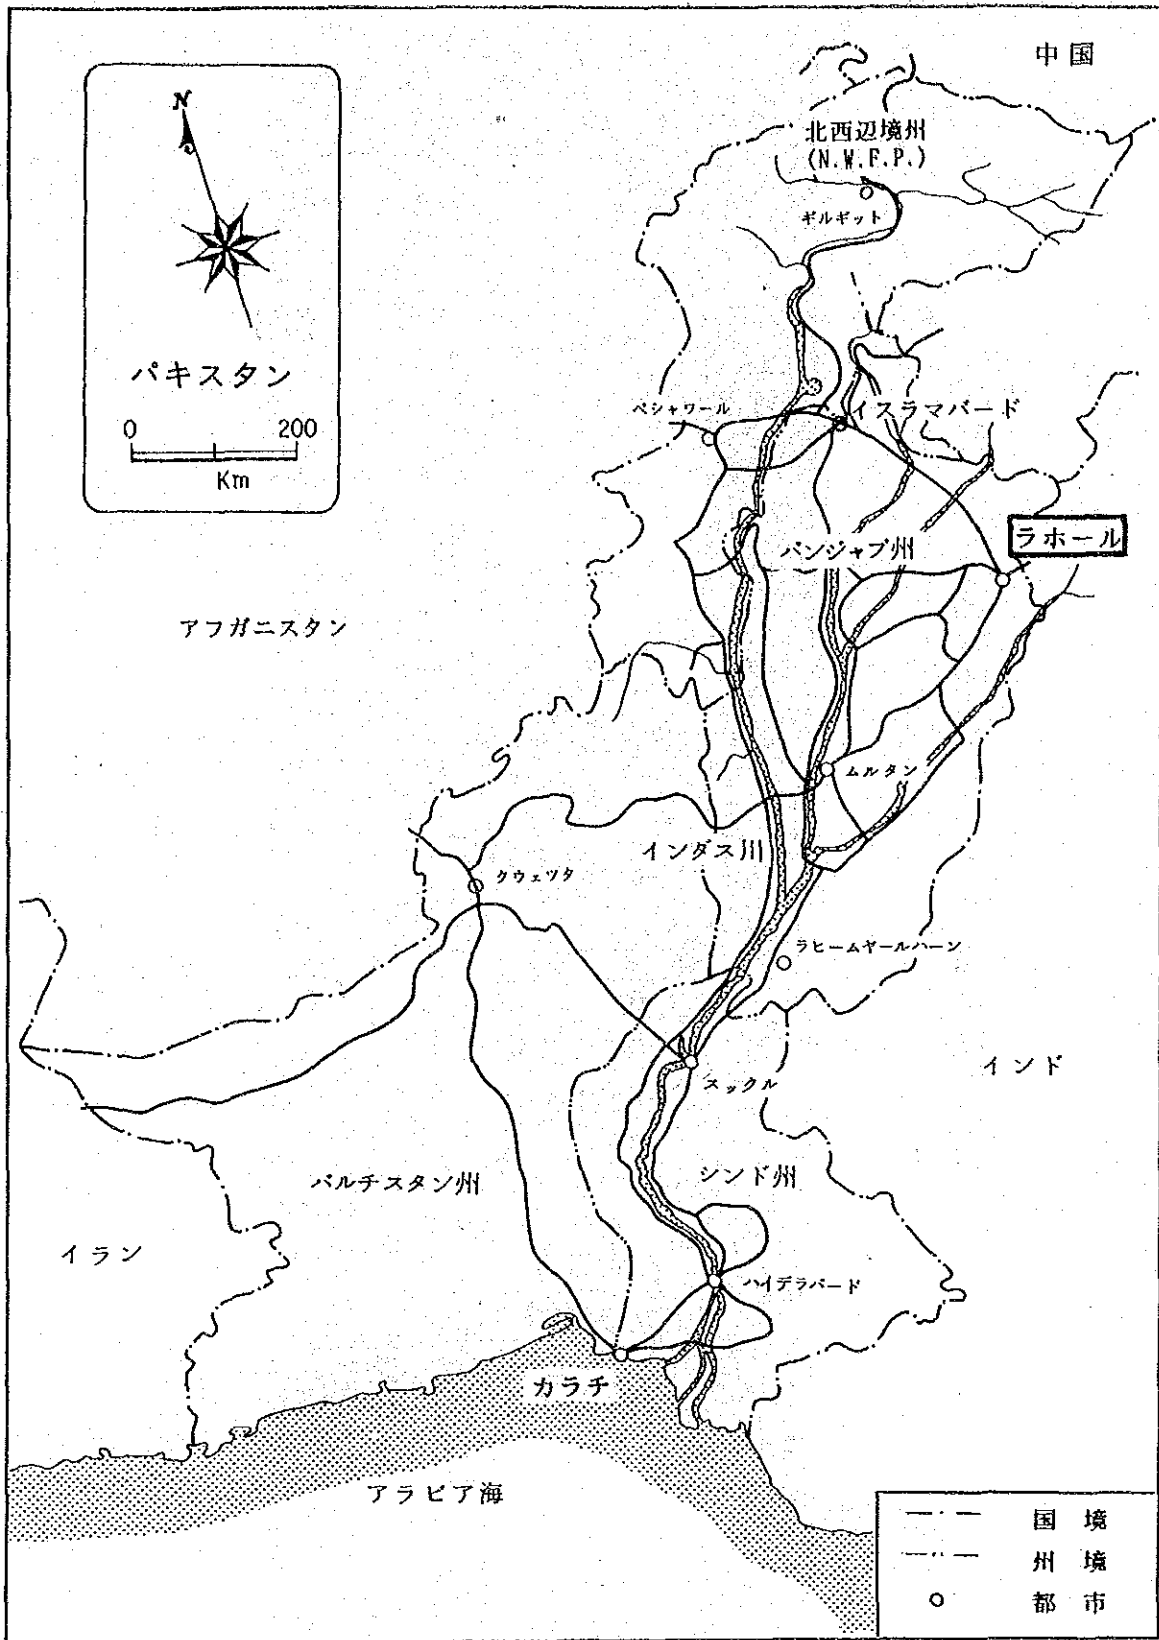 中国
N
北西辺境州
(N.W.F.P.)
ギルギット
パキスタン
0 200
Km
ペシャワール
イスラマバード
ラホール
パンジャブ州
アフガニスタン
ムルタン
インダス川
クウェッタ
ラヒームヤールハーン
インド
スックル
バルチスタン州
シンド州
イラン
ハイデラバード
カラチ
アラビア海
国境
州境
都市